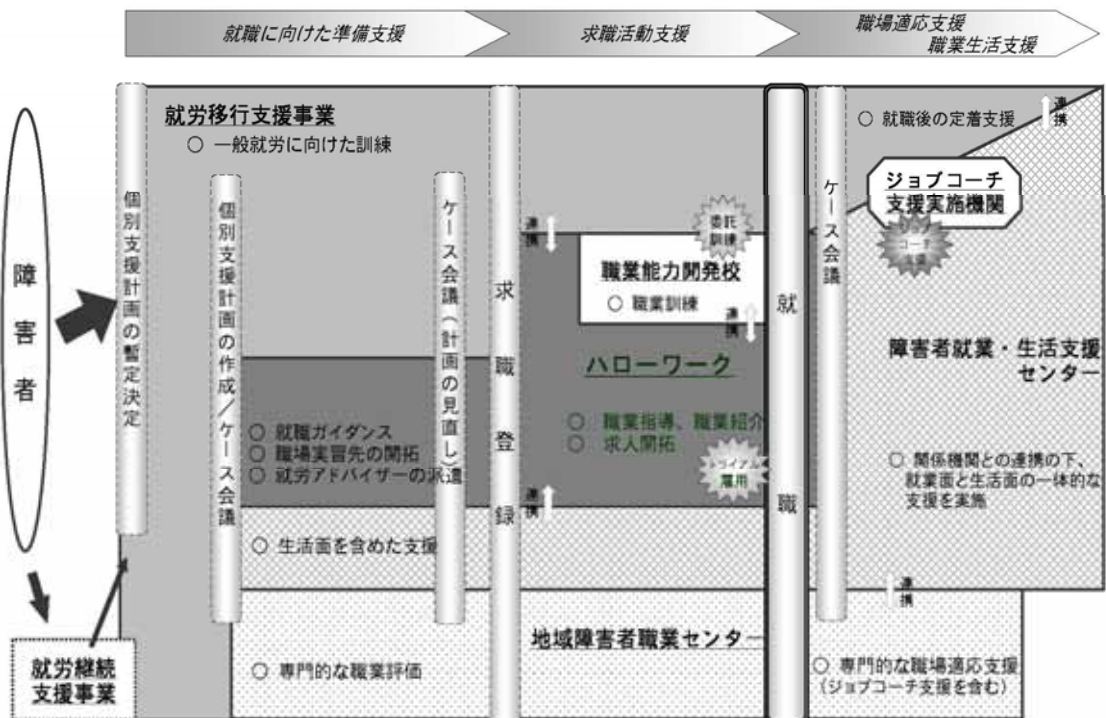 就職に向けた準備支援
求職活動支援
職場適応支援
職業生活支援
就労移行支援事業
○ 一般就労に向けた訓練
○ 就職後の定着支援
連携
ジョブコーチ
支援実施機関
ジョブ
コーチ
支援
障害者
個別支援計画の暫定決定
個別支援計画の作成/ケース会議
ケース会議(計画の見直し)
求職登録
連携
委託
訓練
職業能力開発校
○ 職業訓練
連携
就職
ケース会議
ハローワーク
○ 職業指導、職業紹介
○ 求人開拓
トライアル
雇用
連携
障害者就業・生活支援
センター
○ 関係機関との連携の下、
就業面と生活面の一体的な
支援を実施
○ 就職ガイダンス
○ 職場実習先の開拓
○ 就労アドバイザーの派遣
○ 生活面を含めた支援
連携
地域障害者職業センター
○ 専門的な職業評価
○ 専門的な職場適応支援
(ジョブコーチ支援を含む)
就労継続
支援事業